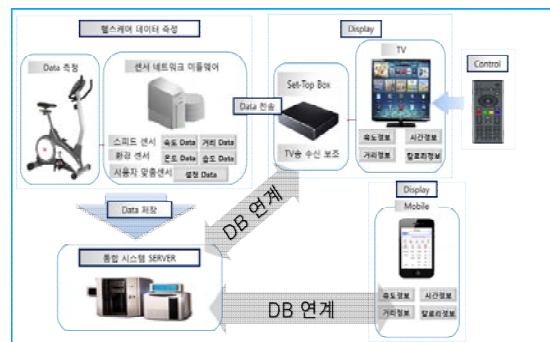 헬스케어 데이터 측정
Data 측정
센서 네트워크 미들웨어
스피드 센서 속도 Data 거리 Data
환경 센서 온도 Data 습도 Data
사용자 맞춤센서 설정 Data
Data 전송
Display
Set-Top Box
TV송 수신 보조
TV
속도정보 시간정보
거리정보 칼로리정보
Control
Data 저장
DB 연계
통합 시스템 SERVER
DB 연계
Display
Mobile
속도정보 시간정보
거리정보 칼로리정보